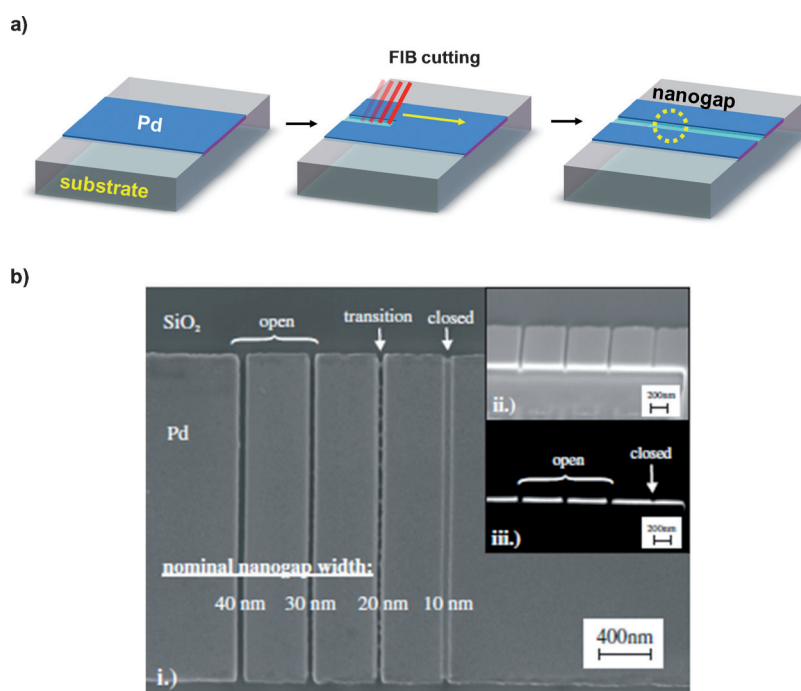 a)
FIB cutting
Pd
nanogap
substrate
b)
SiO₂
open
transition
closed
Pd
nominal nanogap width:
40 nm 30 nm 20 nm 10 nm
400nm
i.)
200nm
ii.)
open
closed
200nm
iii.)